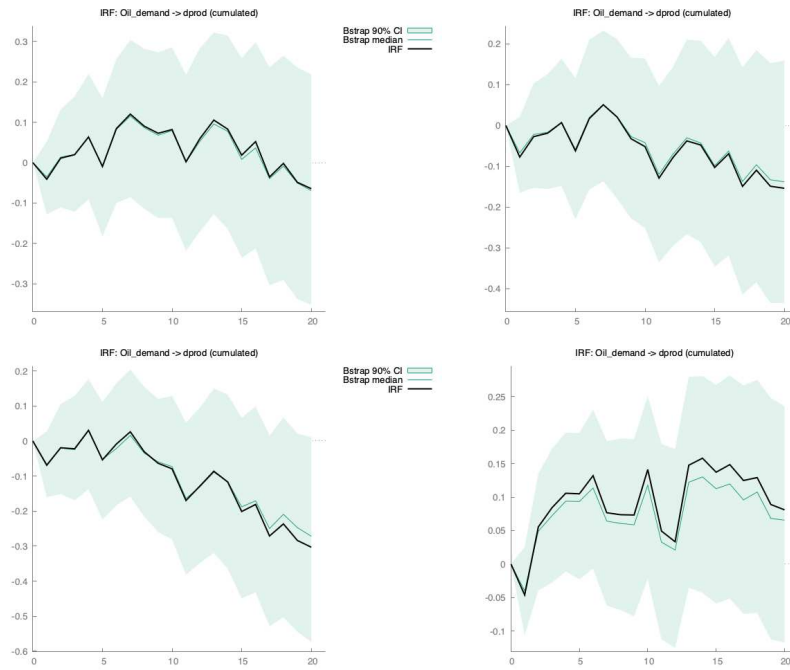 IRF: Oil_demand -> dprod (cumulated)
Bstrap 90% CI
Bstrap median
IRF
0.3
0.2
0.1
0
-0.1
-0.2
-0.3
0 5 10 15 20
IRF: Oil_demand -> dprod (cumulated)
0.2
0.1
0
-0.1
-0.2
-0.3
-0.4
0 5 10 15 20
IRF: Oil_demand -> dprod (cumulated)
Bstrap 90% CI
Bstrap median
IRF
0.2
0.1
0
-0.1
-0.2
-0.3
-0.4
-0.5
-0.6
0 5 10 15 20
IRF: Oil_demand -> dprod (cumulated)
0.25
0.2
0.15
0.1
0.05
0
-0.05
-0.1
0 5 10 15 20